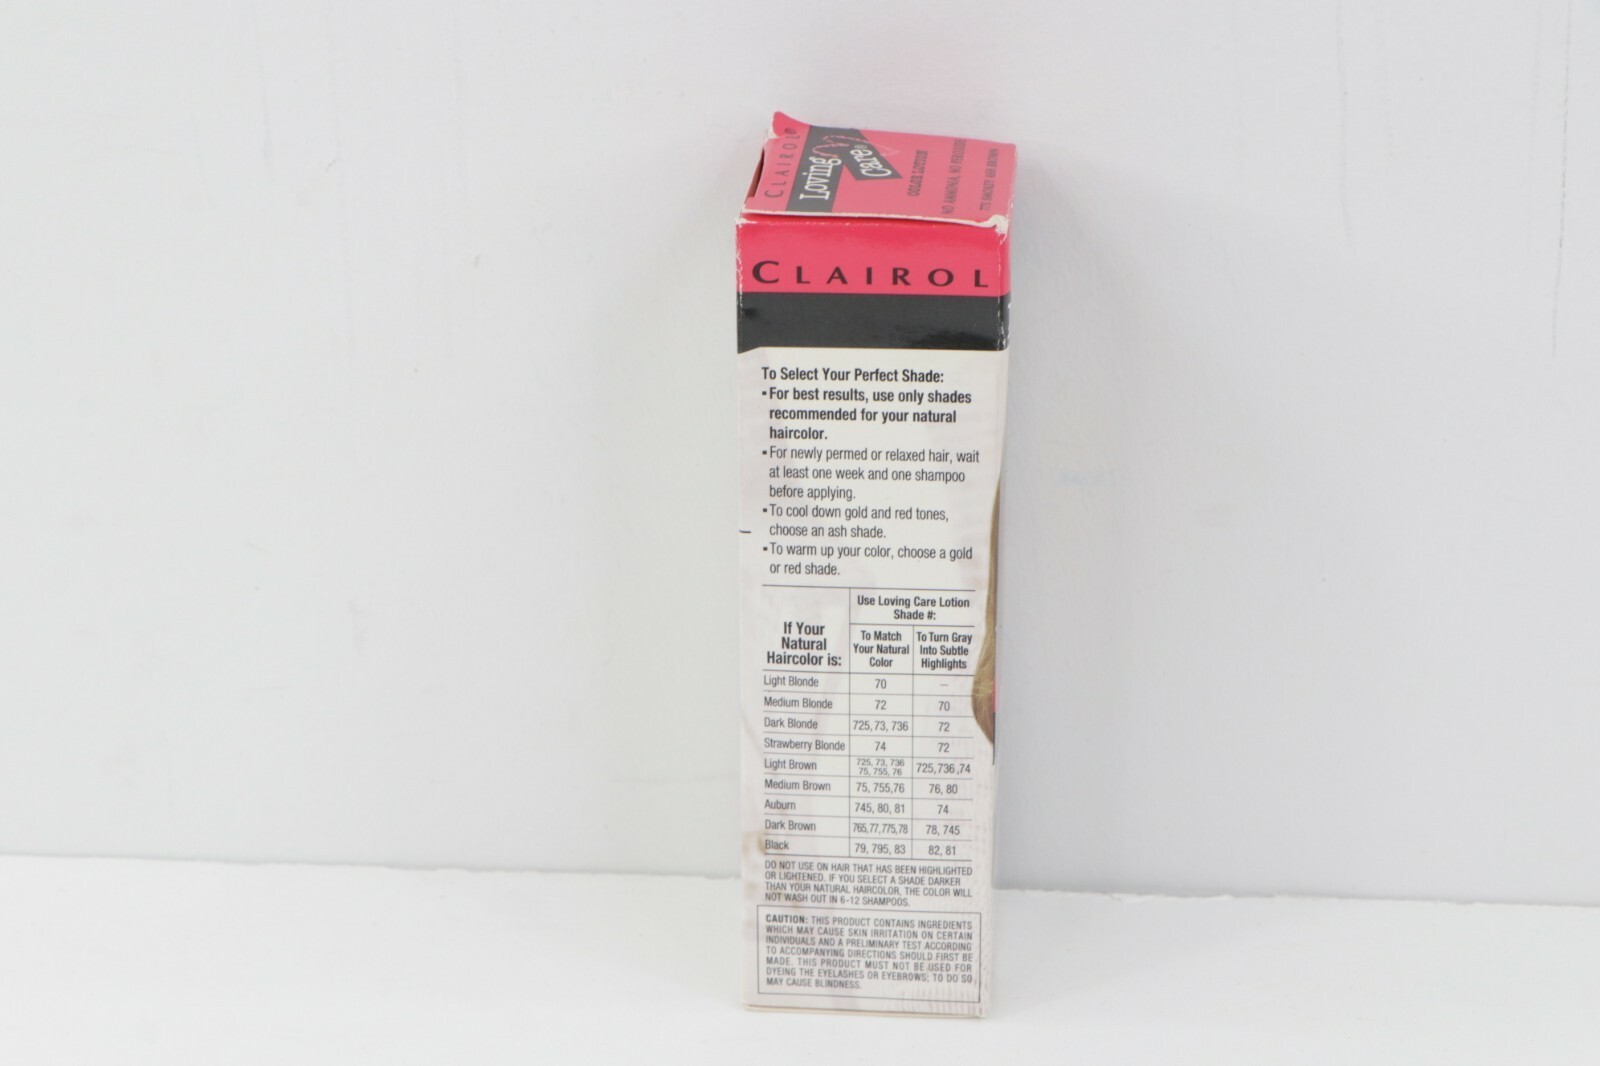 CLAIROL®
Loving
Care®
COLOR LOTION
NO AMMONIA, NO PEROXIDE
775 SMOKEY ASH BROWN
CLAIROL
To Select Your Perfect Shade:
▪ For best results, use only shades
recommended for your natural
haircolor.
▪ For newly permed or relaxed hair, wait
at least one week and one shampoo
before applying.
▪ To cool down gold and red tones,
choose an ash shade.
▪ To warm up your color, choose a gold
or red shade.
Use Loving Care Lotion
Shade #:
If Your
Natural
Haircolor is:
To Match
Your Natural
Color
To Turn Gray
Into Subtle
Highlights
Light Blonde 70 –
Medium Blonde 72 70
Dark Blonde 725, 73, 736 72
Strawberry Blonde 74 72
Light Brown 725, 73, 736 75, 755, 76 725,736,74
Medium Brown 75, 755,76 76, 80
Auburn 745, 80, 81 74
Dark Brown 765,77,775,78 78, 745
Black 79, 795, 83 82, 81
DO NOT USE ON HAIR THAT HAS BEEN HIGHLIGHTED
OR LIGHTENED. IF YOU SELECT A SHADE DARKER
THAN YOUR NATURAL HAIRCOLOR, THE COLOR WILL
NOT WASH OUT IN 6-12 SHAMPOOS.
CAUTION: THIS PRODUCT CONTAINS INGREDIENTS
WHICH MAY CAUSE SKIN IRRITATION ON CERTAIN
INDIVIDUALS AND A PRELIMINARY TEST ACCORDING
TO ACCOMPANYING DIRECTIONS SHOULD FIRST BE
MADE. THIS PRODUCT MUST NOT BE USED FOR
DYEING THE EYELASHES OR EYEBROWS; TO DO SO
MAY CAUSE BLINDNESS.